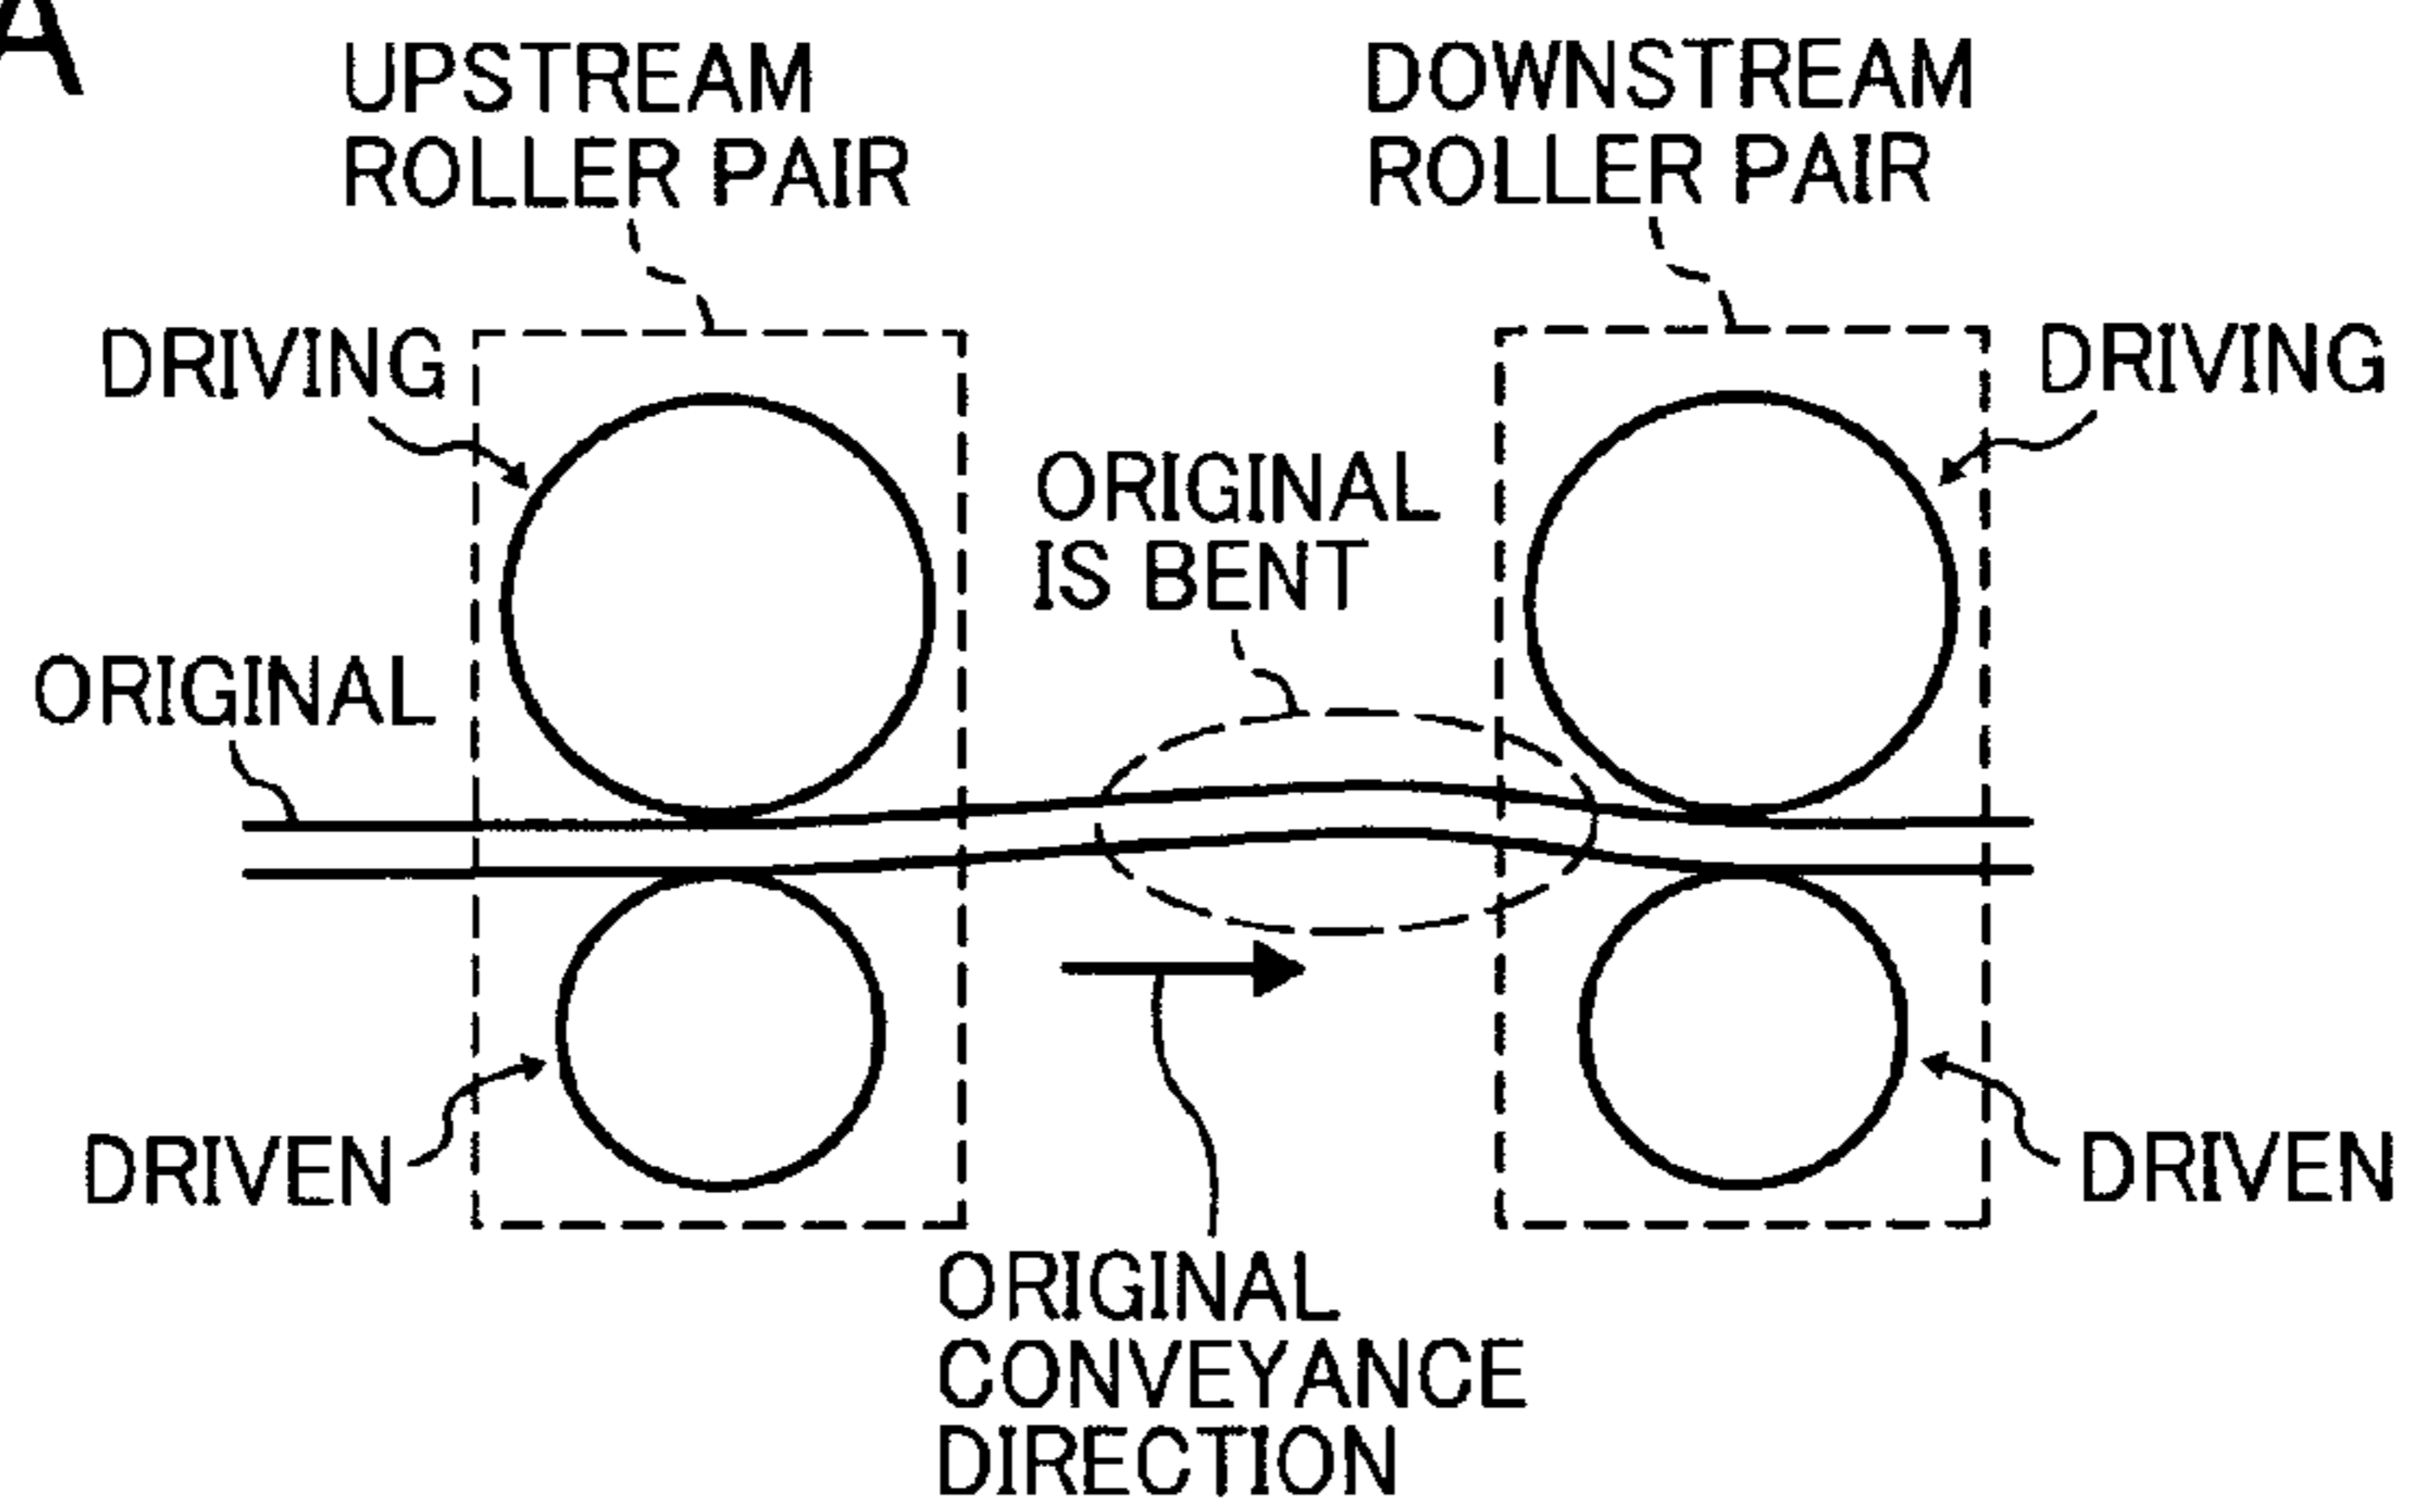 A
UPSTREAM
ROLLER PAIR
DOWNSTREAM
ROLLER PAIR
DRIVING
DRIVING
ORIGINAL
IS BENT
ORIGINAL
DRIVEN
DRIVEN
ORIGINAL
CONVEYANCE
DIRECTION